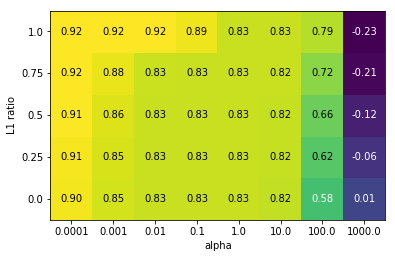 L1 ratio
1.0 0.92 0.92 0.92 0.89 0.83 0.83 0.79 -0.23
0.75 0.92 0.88 0.83 0.83 0.83 0.82 0.72 -0.21
0.5 0.91 0.86 0.83 0.83 0.83 0.82 0.66 -0.12
0.25 0.91 0.85 0.83 0.83 0.83 0.82 0.62 -0.06
0.0 0.90 0.85 0.83 0.83 0.83 0.82 0.58 0.01
0.0001 0.001 0.01 0.1 1.0 10.0 100.0 1000.0
alpha